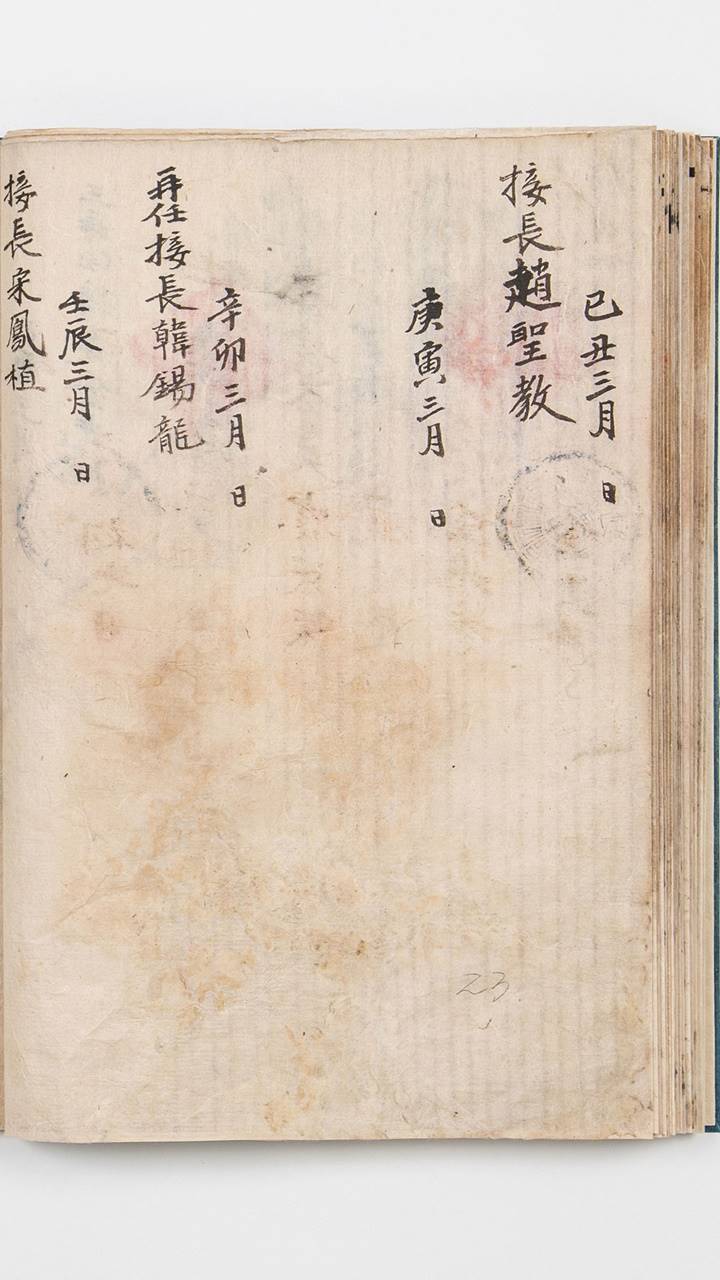 己丑三月 日
接長趙聖教
庚寅三月 日
辛卯三月 日
再任接長韓錫龍
壬辰三月 日
接長宋鳳植
23